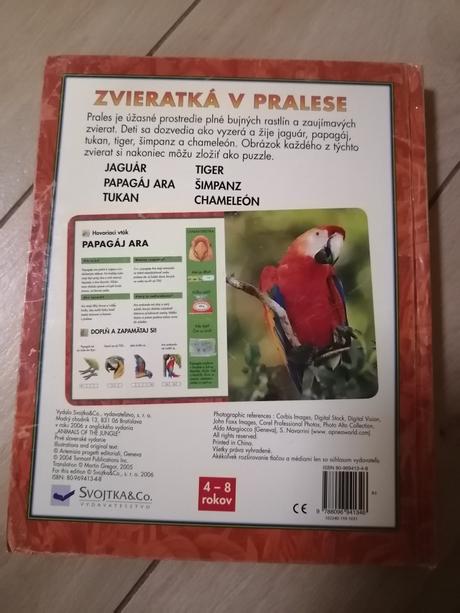 ZVIERATKÁ V PRALESE
Prales je úžasné prostredie plné bujných rastlín a zaujímavých
zvierat. Deti sa dozvedia ako vyzerá a žije jaguár, papagáj,
tukan, tiger, šimpanz a chameleón. Obrázok každého z týchto
zvierat si nakoniec môžu zložiť ako puzzle.
JAGUÁR
PAPAGÁJ ARA
TUKAN
TIGER
ŠIMPANZ
CHAMELEÓN
Hovoriaci vták
PAPAGÁJ ARA
DOPLŇ A ZAPAMÄTAJ SI!
Vydalo Svojtka&Co., vydavateľstvo, s. r. o.
Modrý chodník 13, 831 06 Bratislava
v roku 2006 z anglického vydania
„ANIMALS OF THE JUNGLE"
Prvé slovenské vydanie
Illustrations and original text
© Artemisia progetti editoriali, Geneva
© 2004 Tormont Publications Inc.
Translation © Martin Gregor, 2005
For this edition © Svojtka&Co., s. r. o. 2006
ISBN: 80-969413-4-8
Photographic references : Corbis Images, Digital Stock, Digital Vision,
John Foxx Images, Corel Professional Photos, Photo Alto Collection,
Aldo Margiocco (Geneva), S. Navarrini (www. apneaworld.com)
All rights reserved.
Printed in China.
Všetky práva vyhradené.
Akékoľvek rozširovanie tlačou a médiami len so súhlasom vydavateľa.
SVOJTKA&CO.
VYDAVATEĽSTVO
4 – 8
rokov
CE
ISBN 80-969413-4-8
9 788096 941346